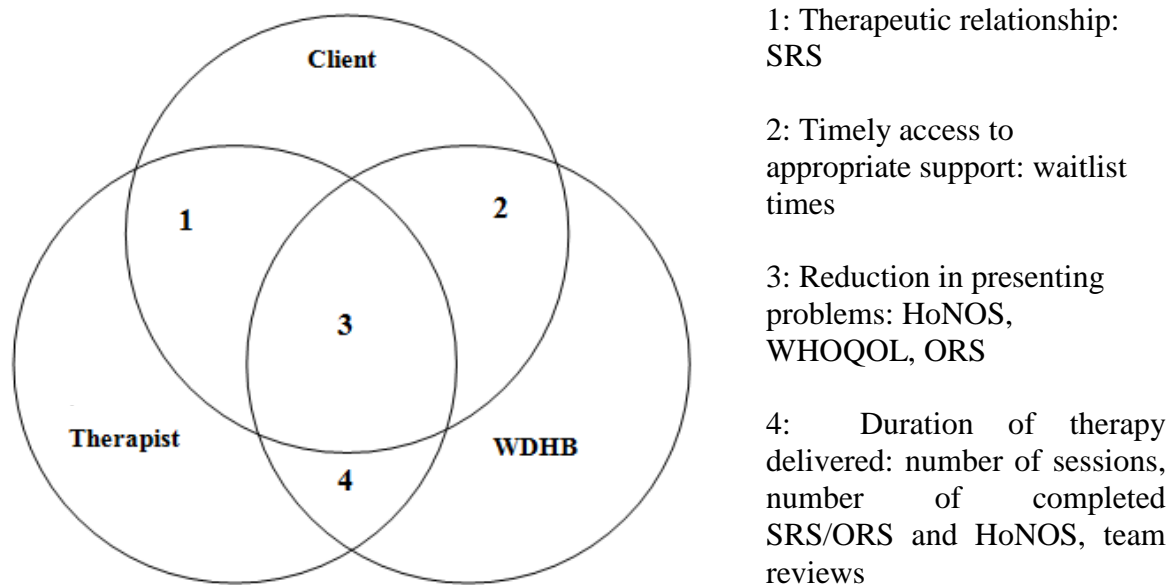 Client
1
2
3
Therapist
WDHB
4
1: Therapeutic relationship:
SRS
2: Timely access to
appropriate support: waitlist
times
3: Reduction in presenting
problems: HoNOS,
WHOQOL, ORS
4: Duration of therapy
delivered: number of sessions,
number of completed
SRS/ORS and HoNOS, team
reviews